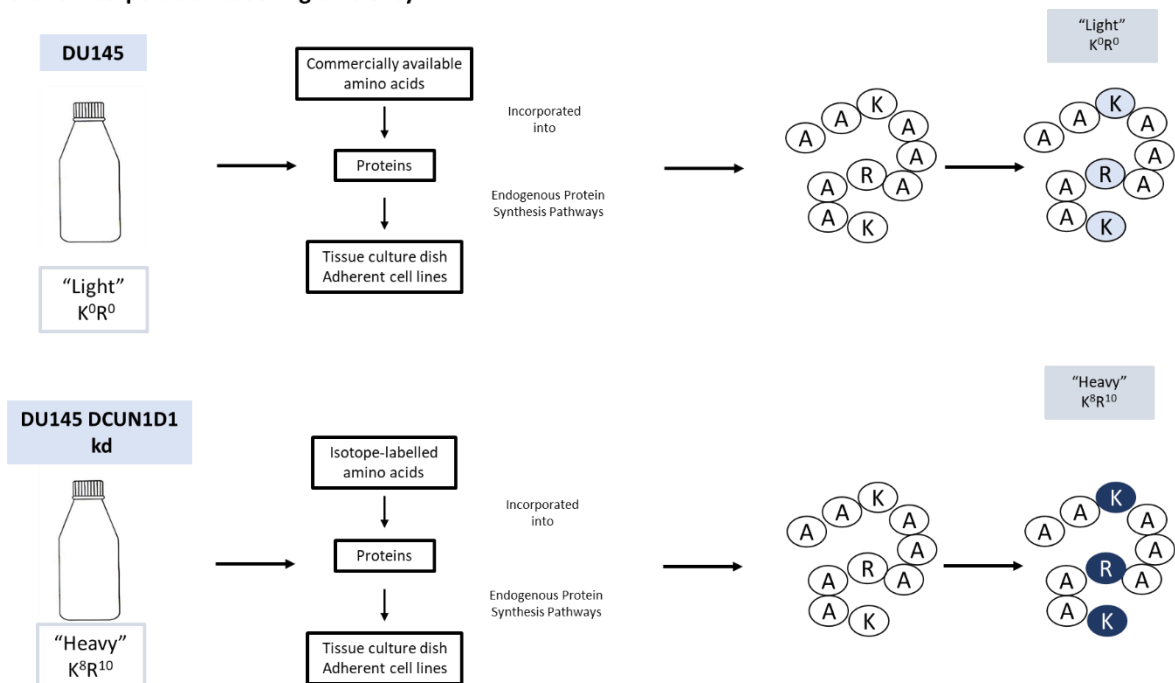 DU145
"Light"
K⁰R⁰
Commercially available
amino acids
Incorporated
into
Proteins
Endogenous Protein
Synthesis Pathways
Tissue culture dish
Adherent cell lines
A A K A A A A R A A K
"Light"
K⁰R⁰
A A K A A A A R A A K
DU145 DCUN1D1
kd
"Heavy"
K⁸R¹⁰
Isotope-labelled
amino acids
Incorporated
into
Proteins
Endogenous Protein
Synthesis Pathways
Tissue culture dish
Adherent cell lines
A A K A A A A R A A K
"Heavy"
K⁸R¹⁰
A A K A A A A R A A K